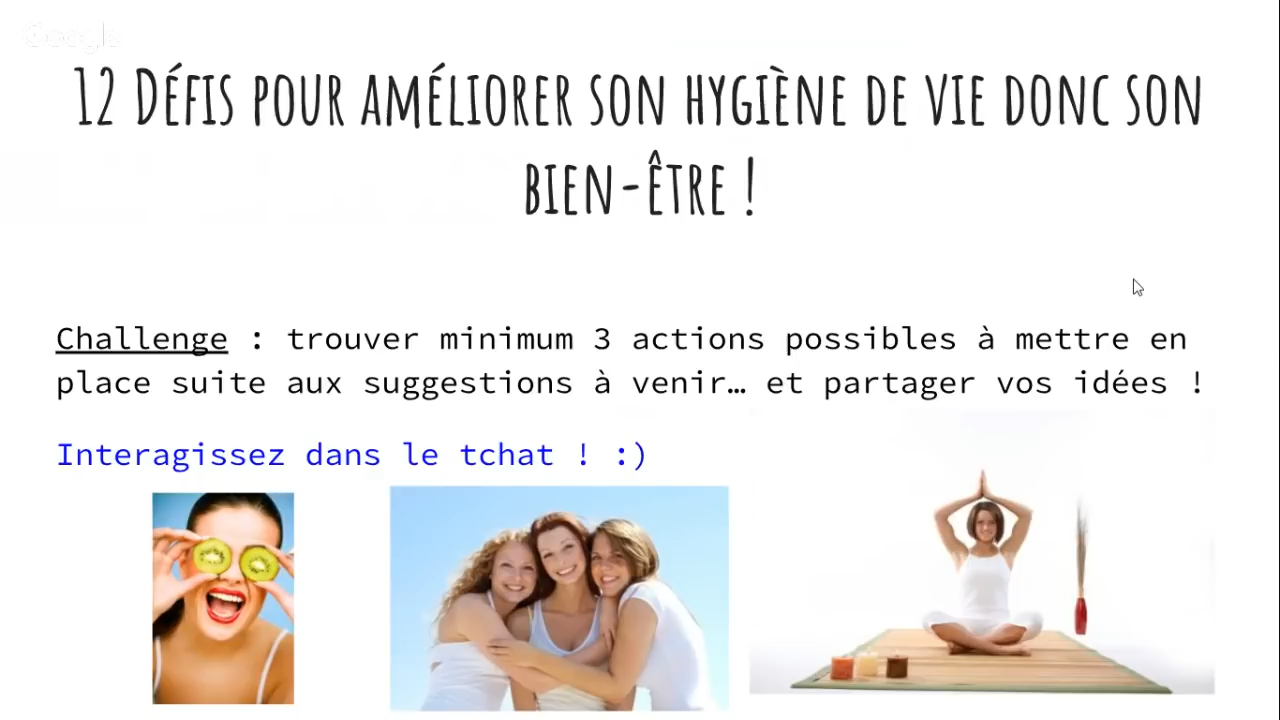 Google
12 Défis pour améliorer son hygiène de vie donc son
bien-être !
Challenge : trouver minimum 3 actions possibles à mettre en
place suite aux suggestions à venir… et partager vos idées !
Interagissez dans le tchat ! :)